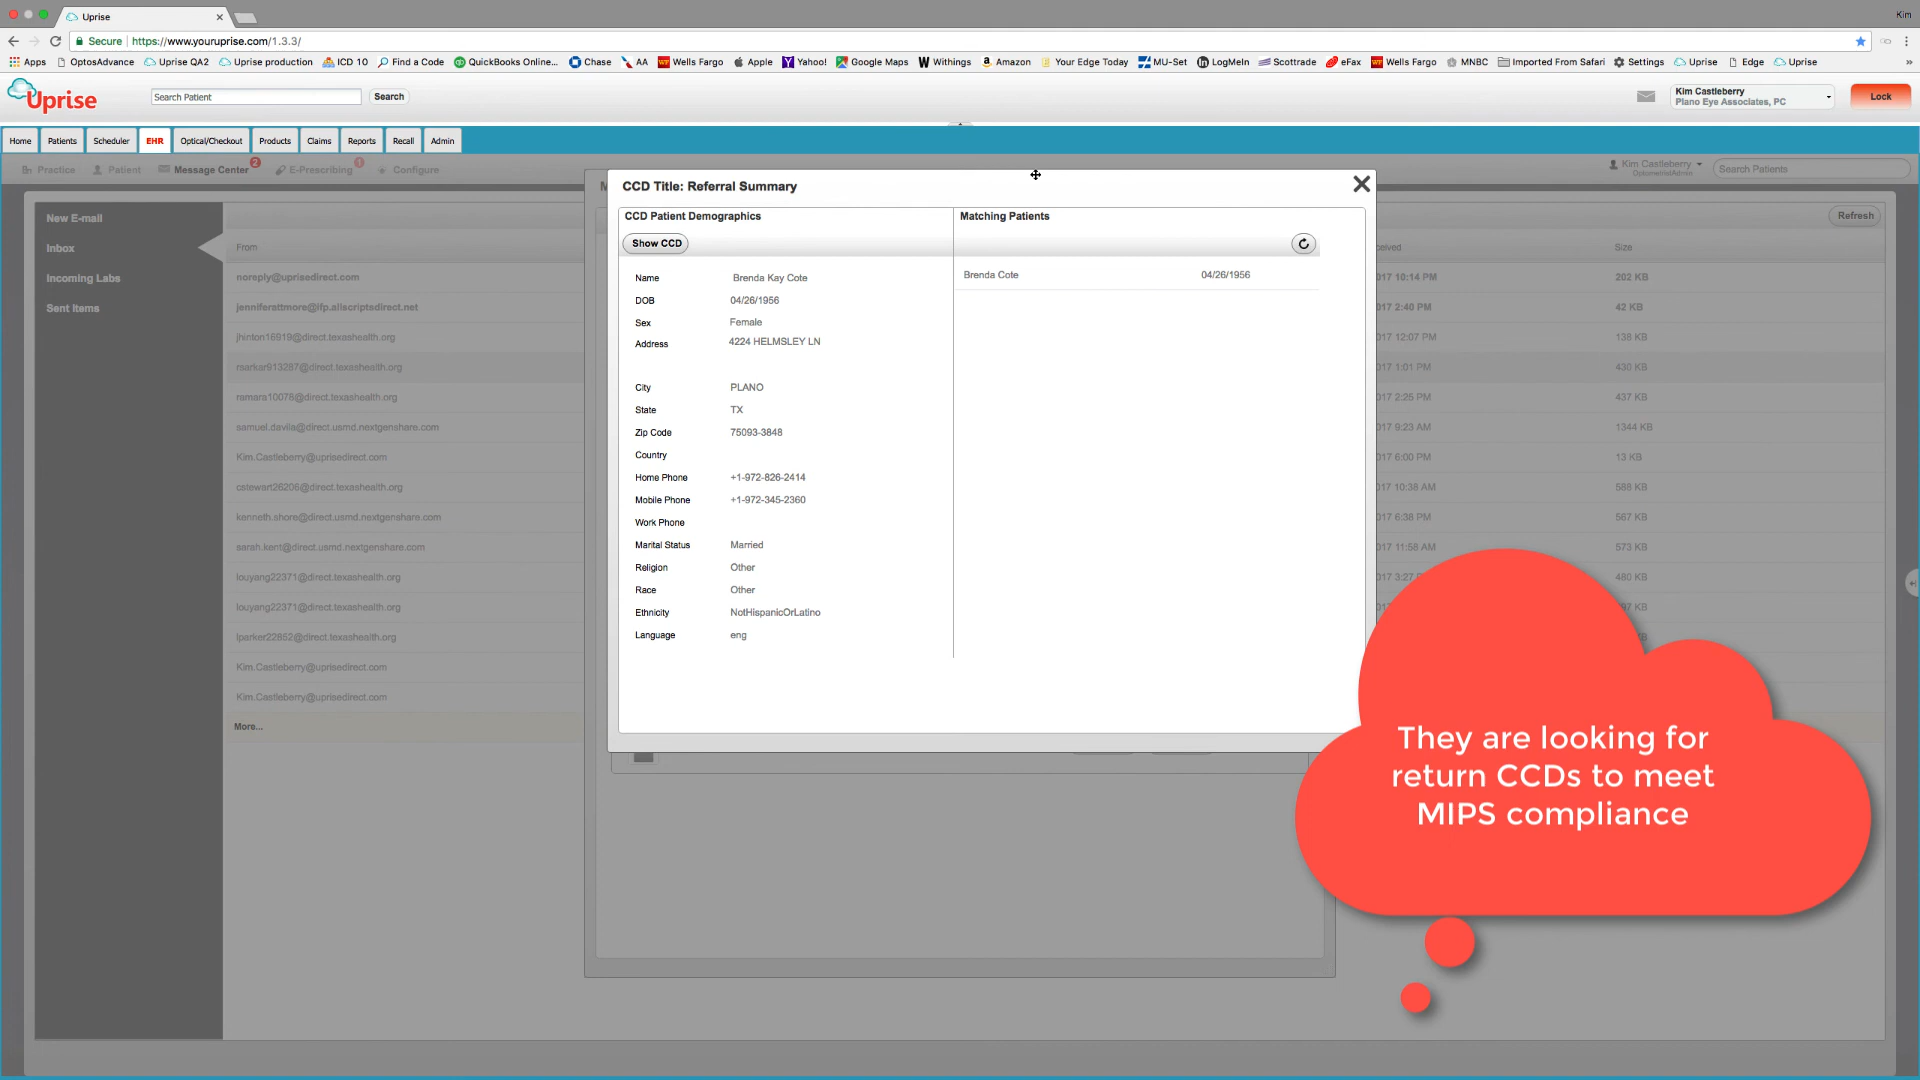 Uprise
Kim
Secure https://www.youruprise.com/1.3.3/
Apps OptosAdvance Uprise QA2 Uprise production ICD 10 Find a Code QuickBooks Online... Chase AA Wells Fargo Apple Yahoo! Google Maps Withings Amazon Your Edge Today MU-Set LogMeIn Scottrade eFax Wells Fargo MNBC Imported From Safari Settings Uprise Edge Uprise »
Uprise
Search Patient
Search
Kim Castleberry
Plano Eye Associates, PC
Lock
Home Patients Scheduler EHR Optical/Checkout Products Claims Reports Recall Admin
Practice Patient Message Center 2 E-Prescribing 1 Configure
Kim Castleberry
OptometristAdmin
Search Patients
New E-mail
Inbox
Incoming Labs
Sent Items
From
noreply@uprisedirect.com
jenniferattmore@lfp.allscriptsdirect.net
jhinton16919@direct.texashealth.org
rsarkar913287@direct.texashealth.org
ramara10078@direct.texashealth.org
samuel.davila@direct.usmd.nextgenshare.com
Kim.Castleberry@uprisedirect.com
cstewart26206@direct.texashealth.org
kenneth.shore@direct.usmd.nextgenshare.com
sarah.kent@direct.usmd.nextgenshare.com
louyang22371@direct.texashealth.org
louyang22371@direct.texashealth.org
lparker22852@direct.texashealth.org
Kim.Castleberry@uprisedirect.com
Kim.Castleberry@uprisedirect.com
More...
CCD Title: Referral Summary
CCD Patient Demographics
Show CCD
Name Brenda Kay Cote
DOB 04/26/1956
Sex Female
Address 4224 HELMSLEY LN
City PLANO
State TX
Zip Code 75093-3848
Country
Home Phone +1-972-826-2414
Mobile Phone +1-972-345-2360
Work Phone
Marital Status Married
Religion Other
Race Other
Ethnicity NotHispanicOrLatino
Language eng
Matching Patients
Brenda Cote 04/26/1956
Refresh
ceived Size
017 10:14 PM 202 KB
017 2:40 PM 42 KB
017 12:07 PM 138 KB
017 1:01 PM 430 KB
017 2:25 PM 437 KB
017 9:23 AM 1344 KB
017 6:00 PM 13 KB
017 10:38 AM 588 KB
017 6:38 PM 567 KB
017 11:58 AM 573 KB
017 3:27 480 KB
97 KB
They are looking for
return CCDs to meet
MIPS compliance